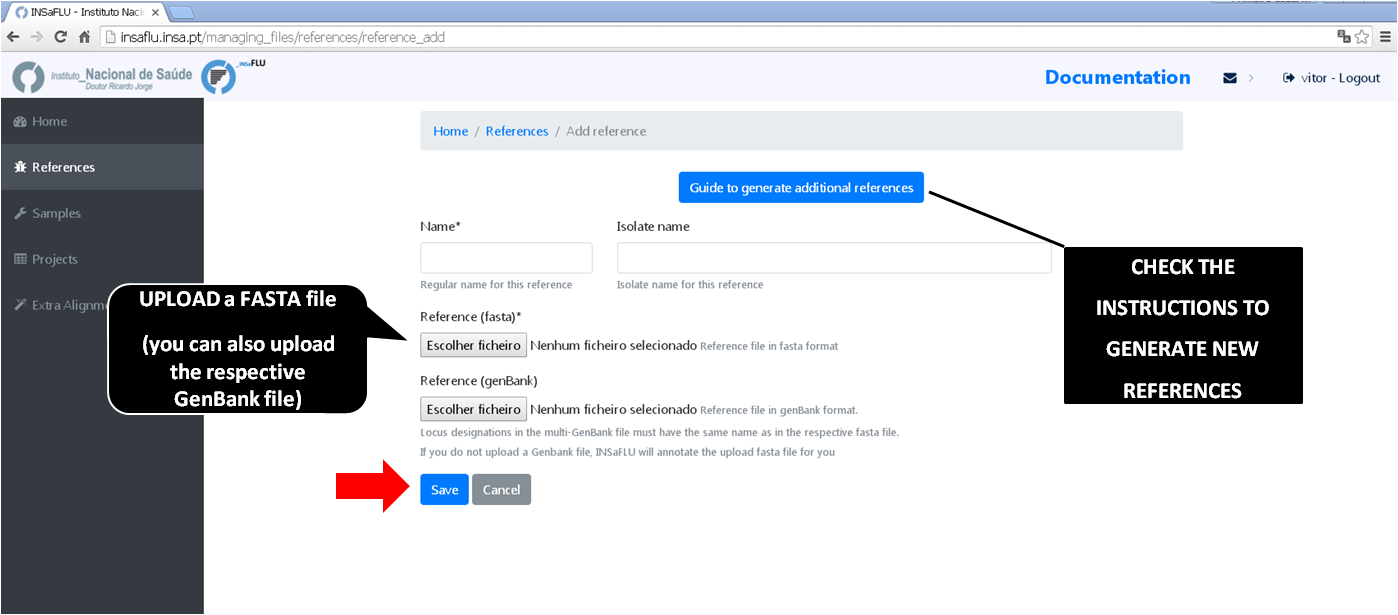 INSaFLU - Instituto Naci
insaflu.insa.pt/managing_files/references/reference_add
Instituto_Nacional de Saúde
Doutor Ricardo Jorge
_INSaFLU
Documentation
vitor - Logout
Home
References
Samples
Projects
Extra Alignme
Home / References / Add reference
Guide to generate additional references
Name*
Isolate name
Regular name for this reference
Isolate name for this reference
CHECK THE
INSTRUCTIONS TO
GENERATE NEW
REFERENCES
UPLOAD a FASTA file
(you can also upload
the respective
GenBank file)
Reference (fasta)*
Escolher ficheiro Nenhum ficheiro selecionado Reference file in fasta format
Reference (genBank)
Escolher ficheiro Nenhum ficheiro selecionado Reference file in genBank format.
Locus designations in the multi-GenBank file must have the same name as in the respective fasta file.
If you do not upload a Genbank file, INSaFLU will annotate the upload fasta file for you
Save Cancel